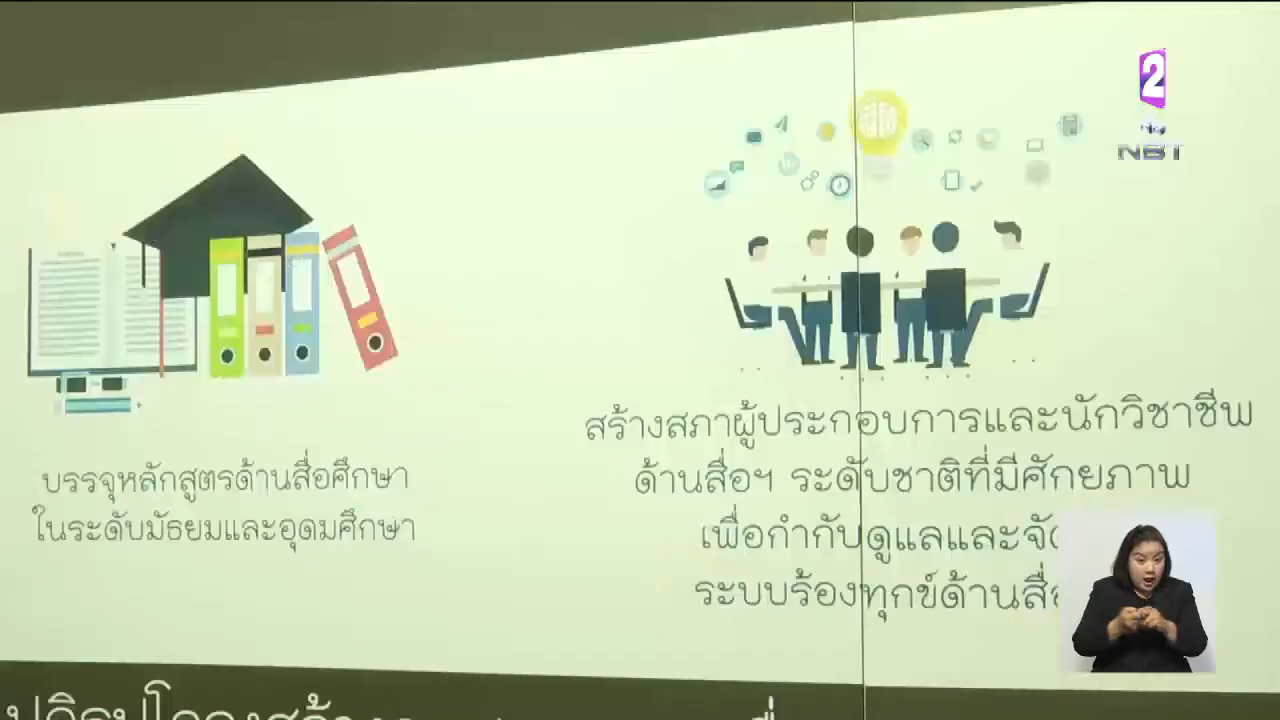 2
NBT
บรรจุหลักสูตรด้านสื่อศึกษา
ในระดับมัธยมและอุดมศึกษา
สร้างสภาผู้ประกอบการและนักวิชาชีพ
ด้านสื่อฯ ระดับชาติที่มีศักยภาพ
เพื่อกำกับดูแลและจัด
ระบบร้องทุกข์ด้านสื่อ